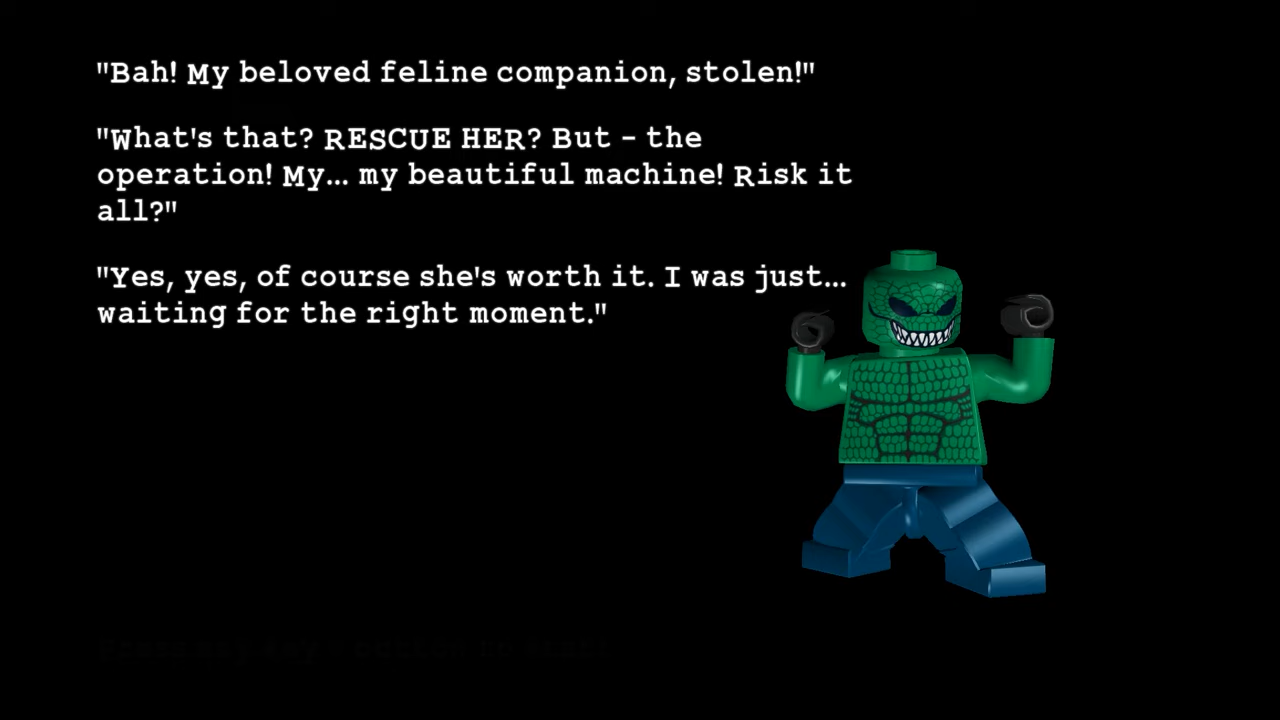 "Bah! My beloved feline companion, stolen!"
"What's that? RESCUE HER? But – the
operation! My... my beautiful machine! Risk it
all?"
"Yes, yes, of course she's worth it. I was just...
waiting for the right moment."